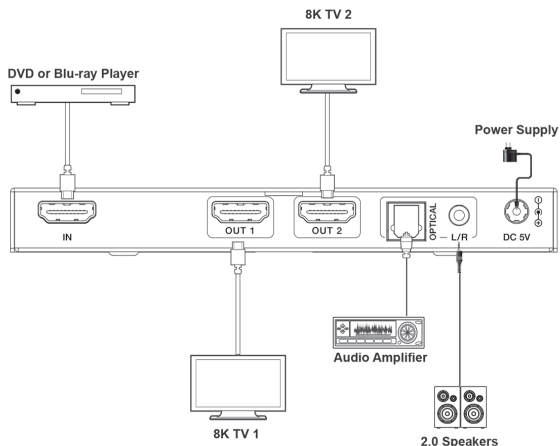 8K TV 2
DVD or Blu-ray Player
Power Supply
IN
OUT 1
OUT 2
OPTICAL
L/R
DC 5V
Audio Amplifier
8K TV 1
2.0 Speakers